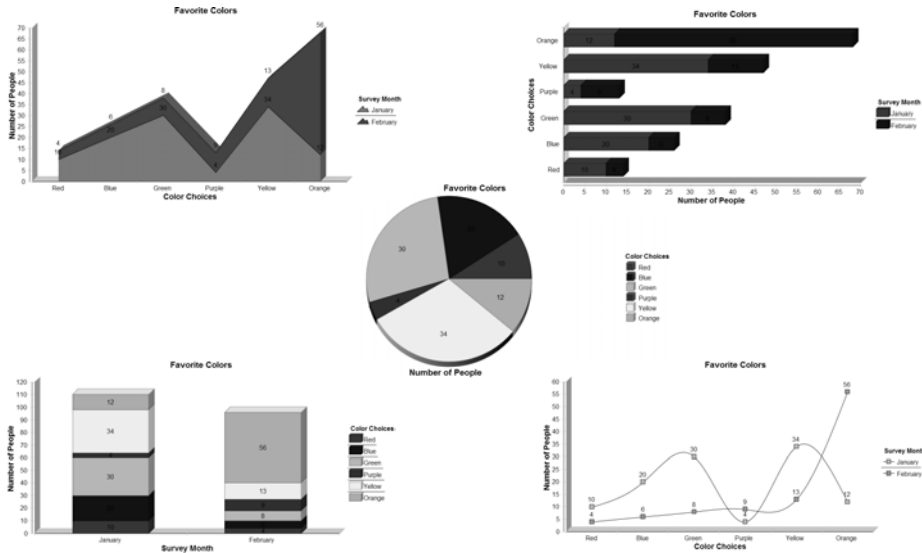 Favorite Colors
Number of People
70
65
60
55
50
45
40
35
30
25
20
15
10
5
0
4
6
20
8
30
4
13
34
56
12
Red Blue Green Purple Yellow Orange
Color Choices
Survey Month
January
February
Favorite Colors
Color Choices
Orange
Yellow
Purple
Green
Blue
Red
12
34
4
30
20
10
0 5 10 15 20 25 30 35 40 45 50 55 60 65 70
Number of People
Survey Month
January
February
Favorite Colors
30
20
10
4
12
34
Number of People
Color Choices
Red
Blue
Green
Purple
Yellow
Orange
Favorite Colors
Number of People
120
110
100
90
80
70
60
50
40
30
20
10
0
12
34
30
20
10
56
13
9
8
January February
Survey Month
Color Choices:
Red
Blue
Green
Purple
Yellow
Orange
Favorite Colors
Number of People
60
55
50
45
40
35
30
25
20
15
10
5
0
10 20 30 4 34 12
4 6 8 9 13 56
Red Blue Green Purple Yellow Orange
Color Choices
Survey Mont
January
February